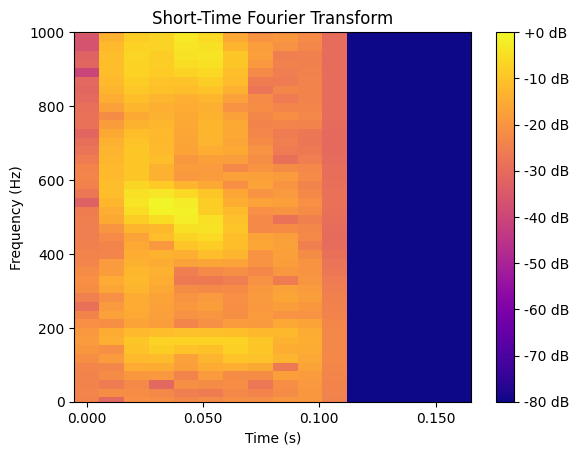 Short-Time Fourier Transform
Frequency (Hz)
1000
800
600
400
200
0
0.000
0.050
0.100
0.150
Time (s)
+0 dB
-10 dB
-20 dB
-30 dB
-40 dB
-50 dB
-60 dB
-70 dB
-80 dB